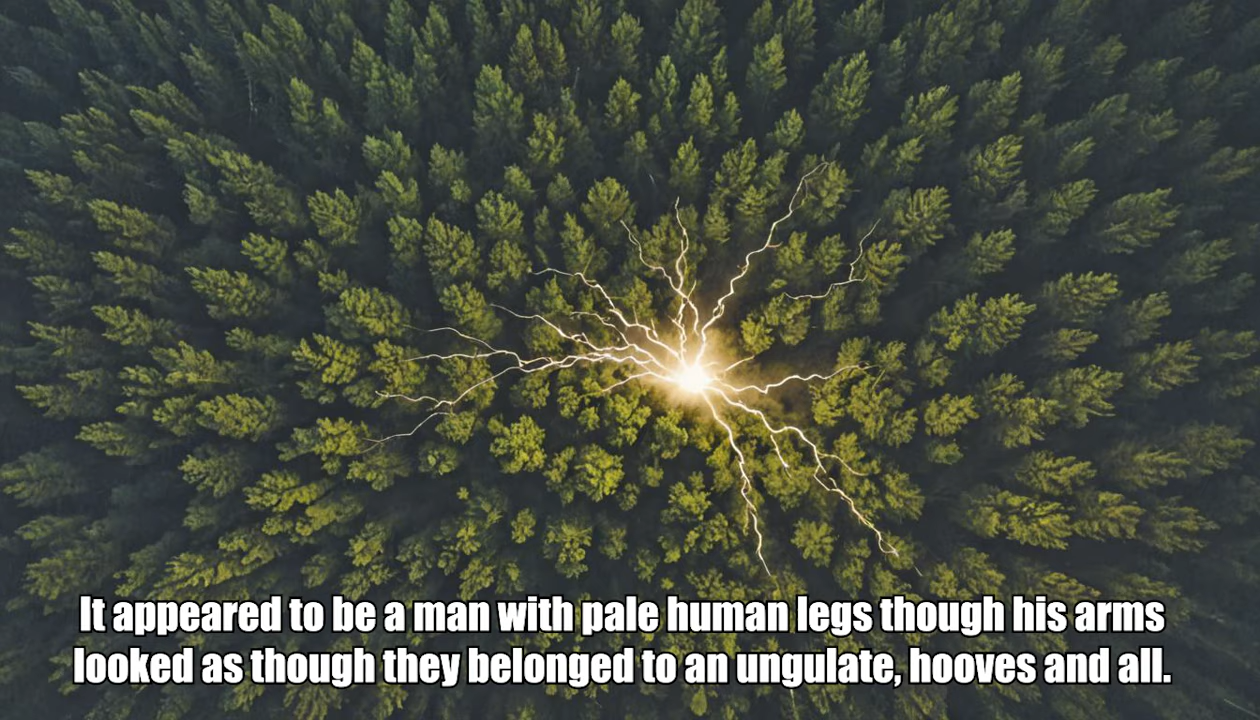 It appeared to be a man with pale human legs though his arms
looked as though they belonged to an ungulate, hooves and all.